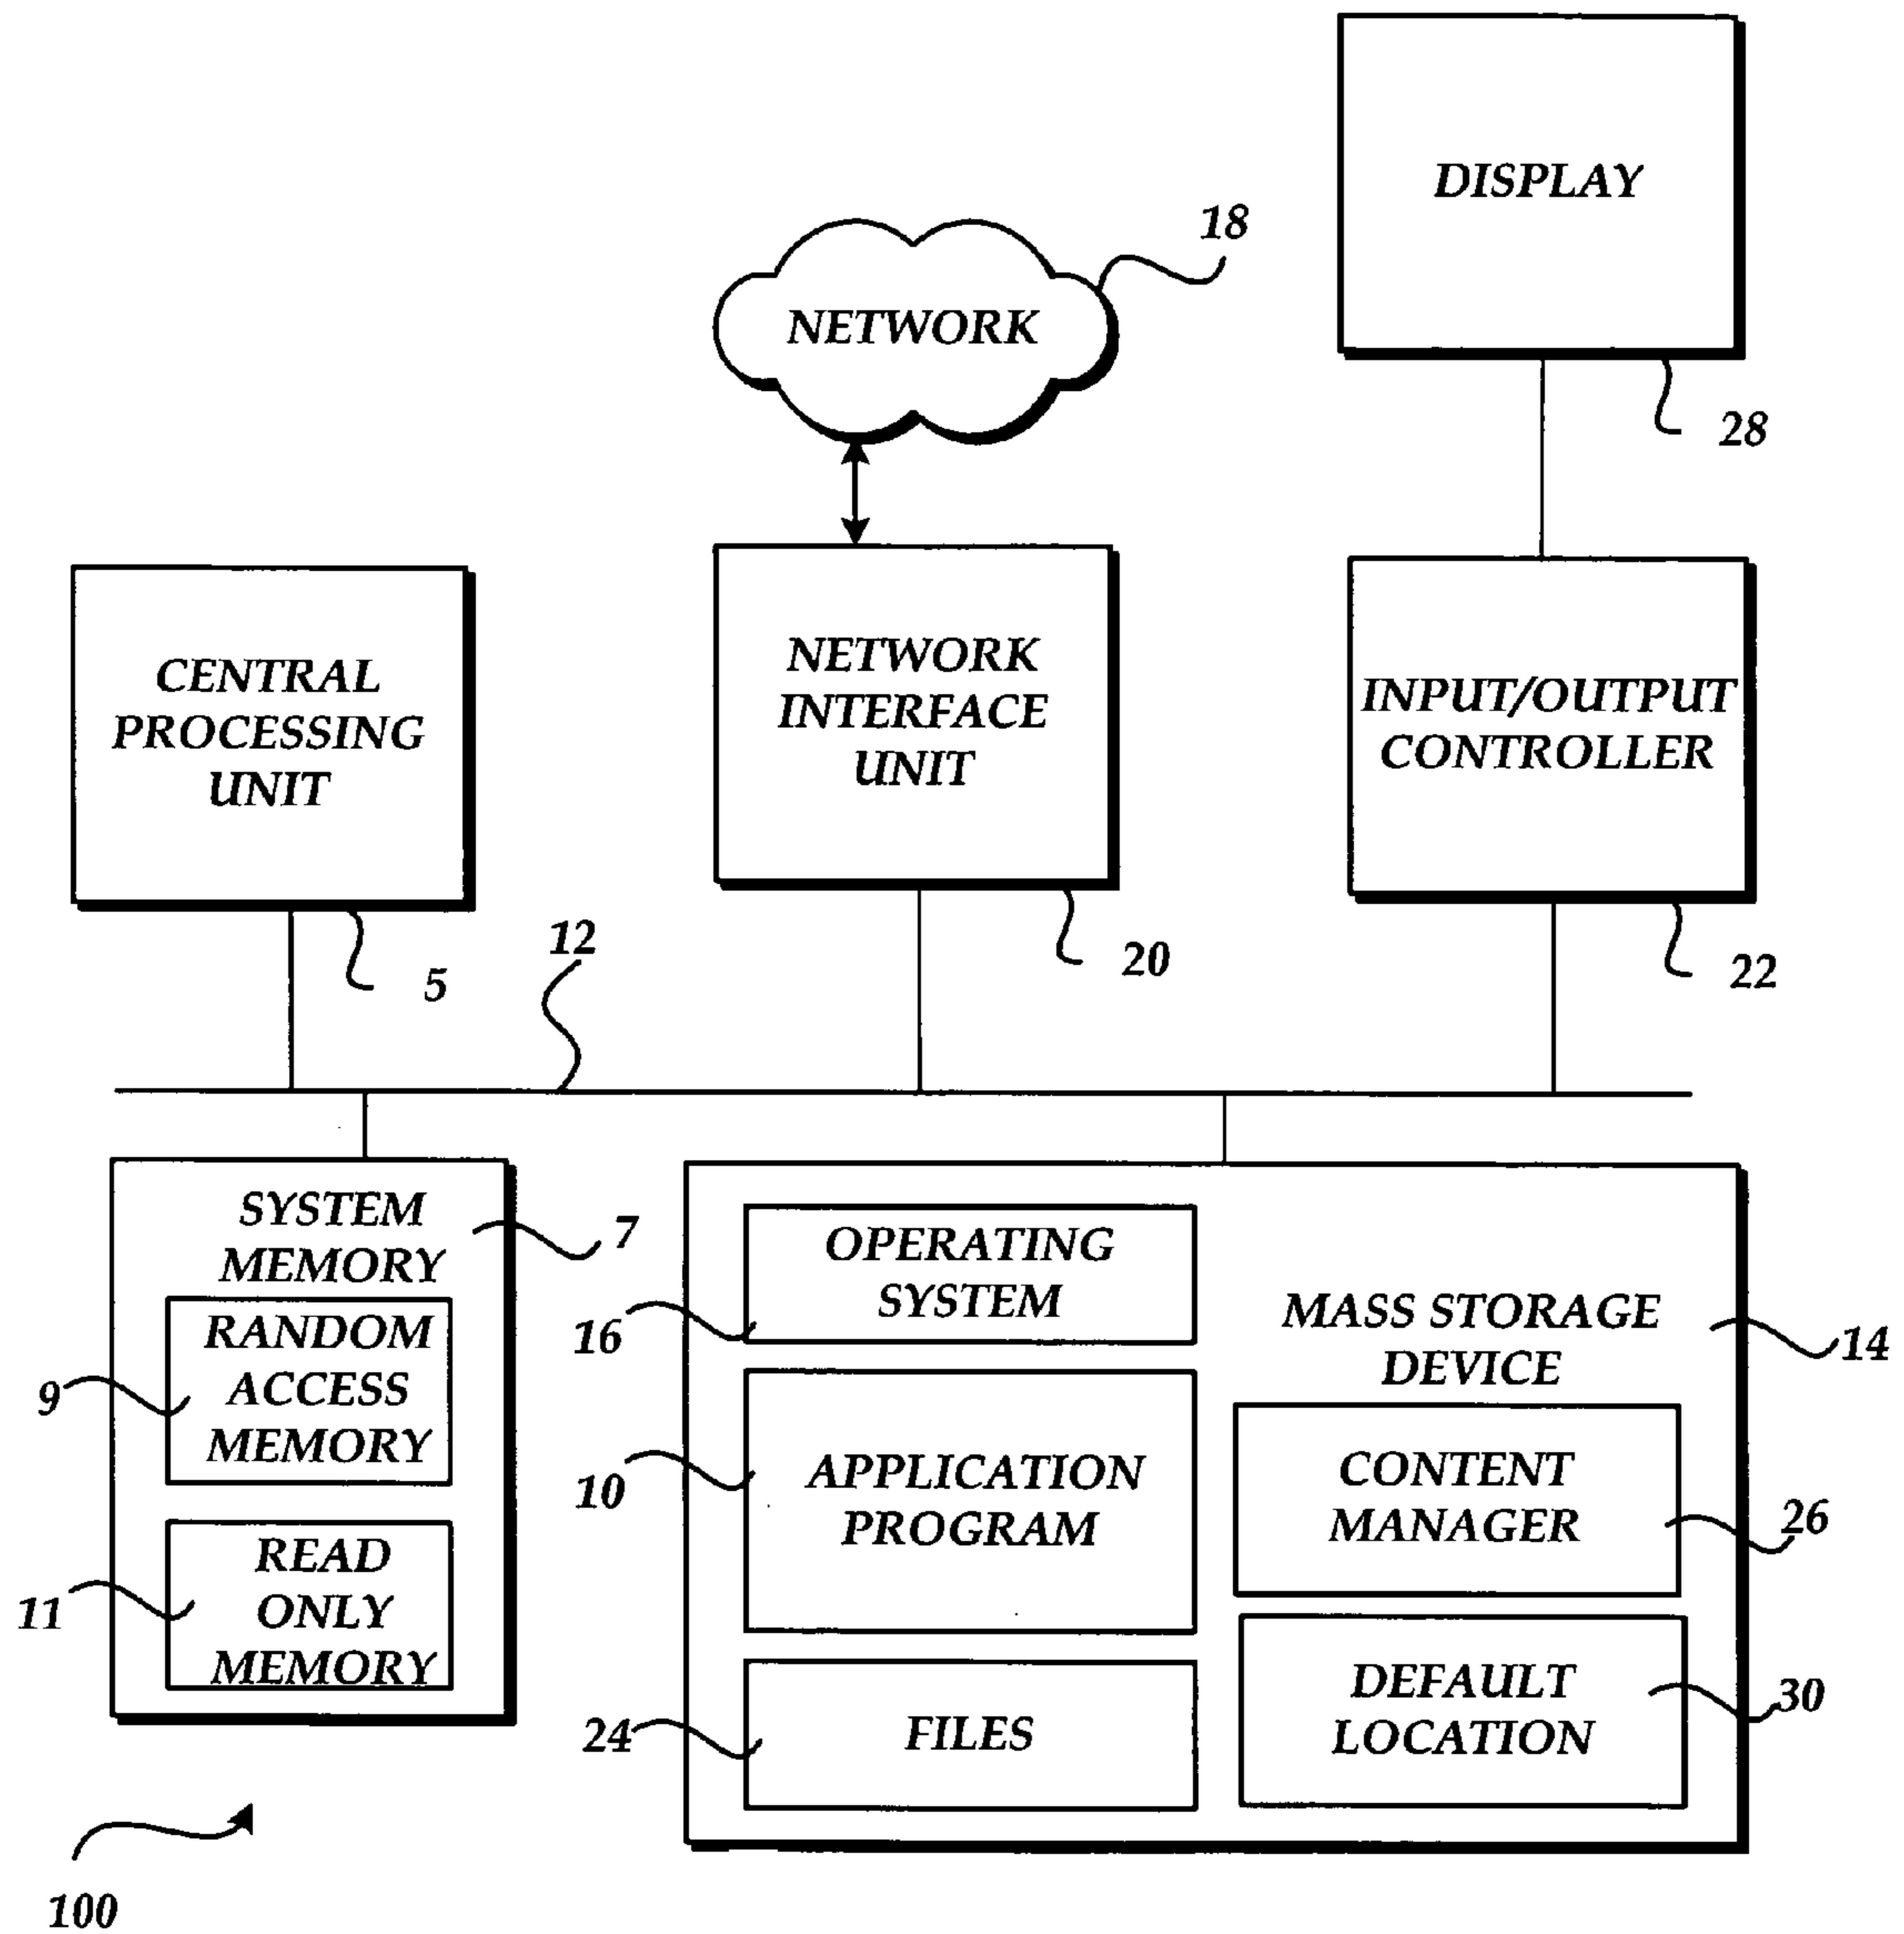 DISPLAY
28
18
NETWORK
CENTRAL
PROCESSING
UNIT
5
NETWORK
INTERFACE
UNIT
20
INPUT/OUTPUT
CONTROLLER
22
12
SYSTEM
MEMORY
7
RANDOM
ACCESS
MEMORY
9
READ
ONLY
MEMORY
11
OPERATING
SYSTEM
16
MASS STORAGE
DEVICE
14
APPLICATION
PROGRAM
10
CONTENT
MANAGER
26
FILES
24
DEFAULT
LOCATION
30
100